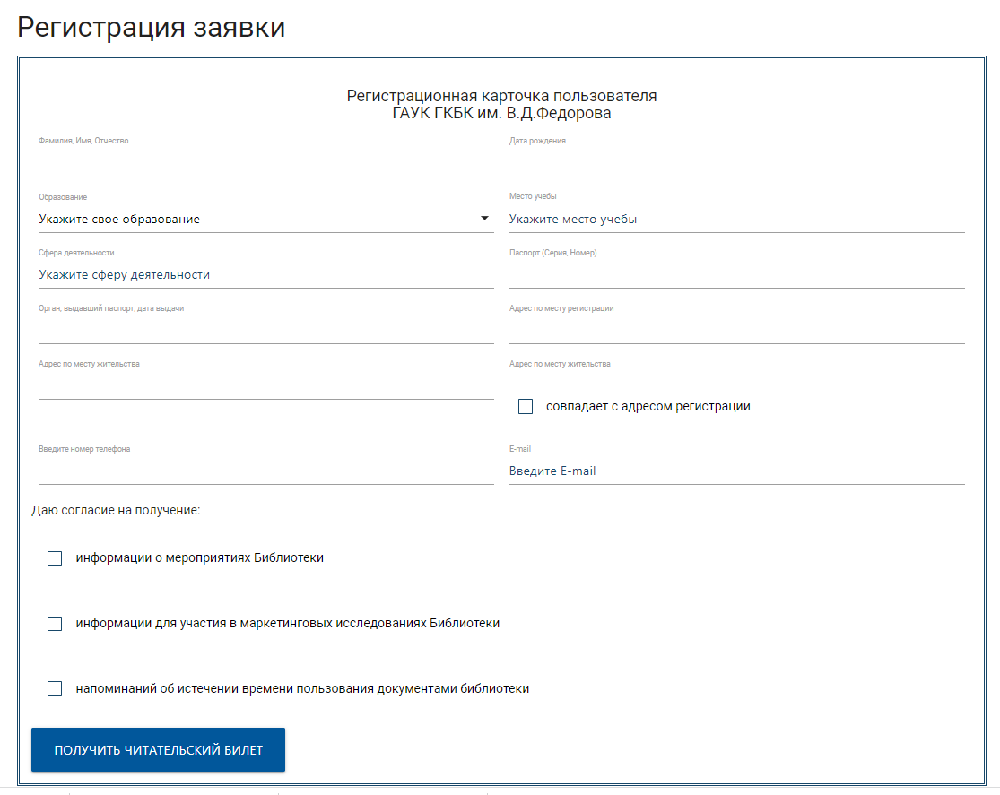 Регистрация заявки
Регистрационная карточка пользователя
ГАУК ГКБК им. В.Д.Федорова
Фамилия, Имя, Отчество
Дата рождения
Образование
Укажите свое образование
Место учебы
Укажите место учебы
Сфера деятельности
Укажите сферу деятельности
Паспорт (Серия, Номер)
Орган, выдавший паспорт, дата выдачи
Адрес по месту регистрации
Адрес по месту жительства
Адрес по месту жительства
совпадает с адресом регистрации
Введите номер телефона
E-mail
Введите E-mail
Даю согласие на получение:
информации о мероприятиях Библиотеки
информации для участия в маркетинговых исследованиях Библиотеки
напоминаний об истечении времени пользования документами библиотеки
ПОЛУЧИТЬ ЧИТАТЕЛЬСКИЙ БИЛЕТ